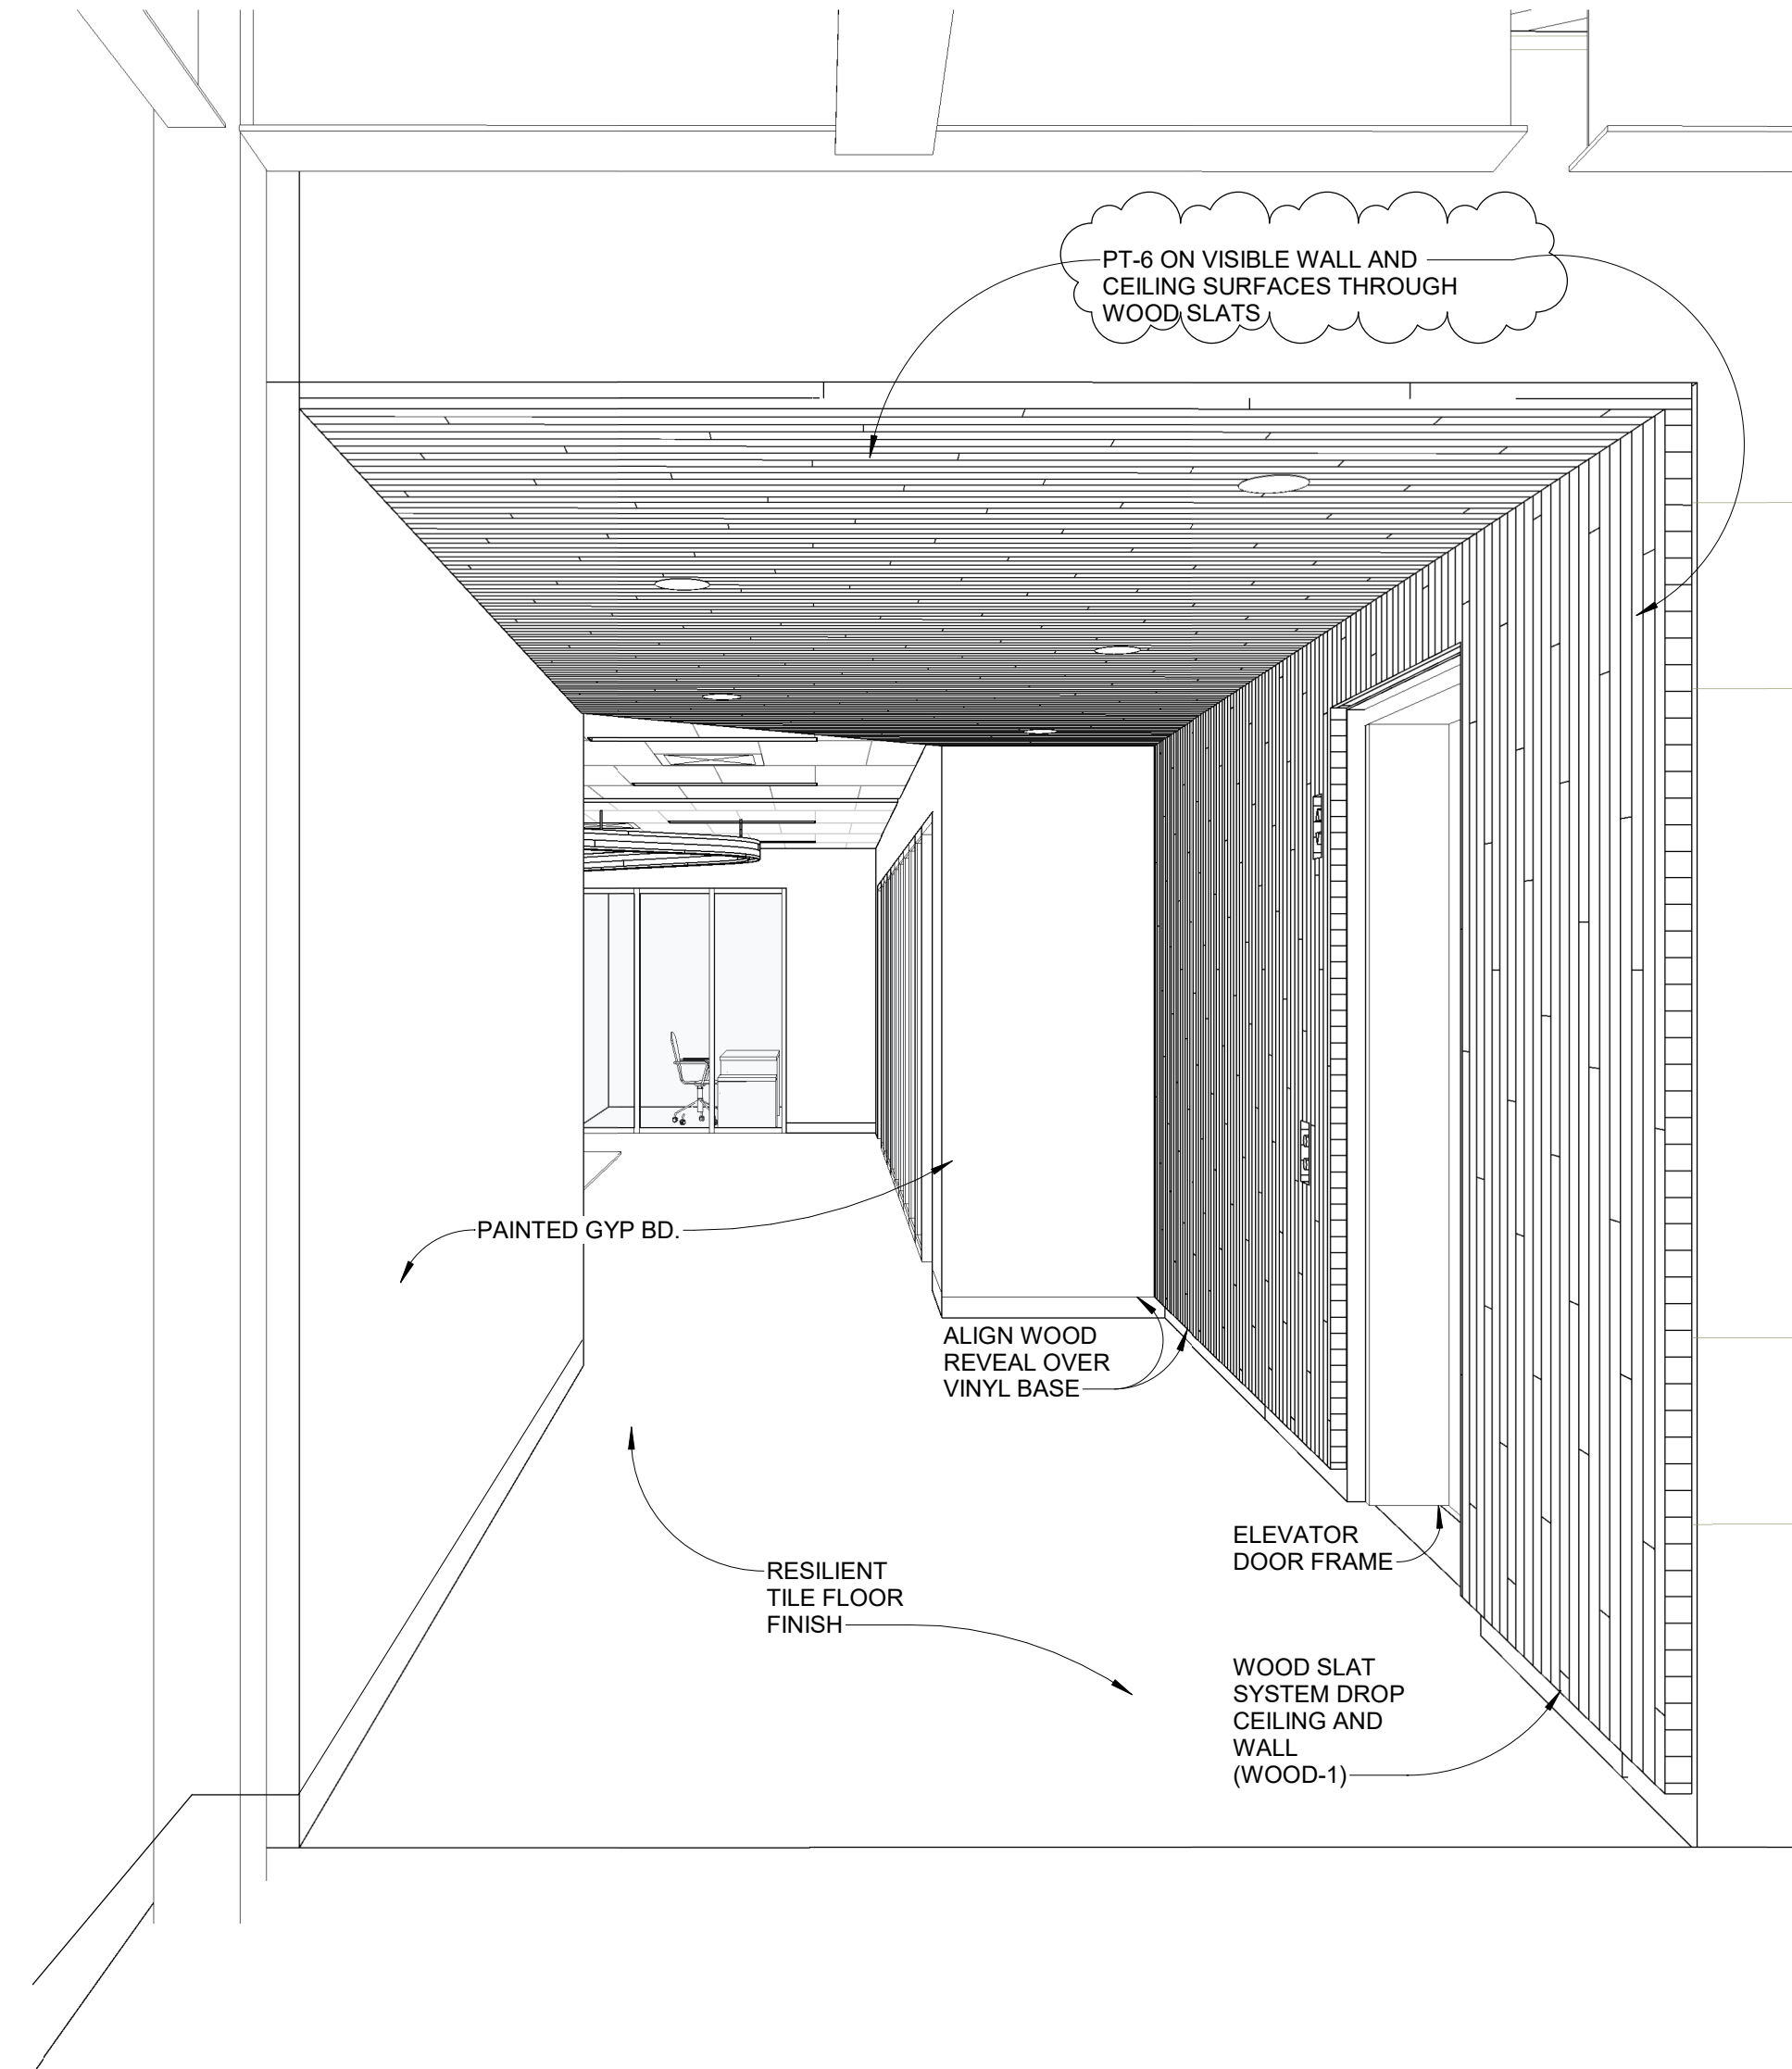 PT-6 ON VISIBLE WALL AND
CEILING SURFACES THROUGH
WOOD SLATS
PAINTED GYP BD.
ALIGN WOOD
REVEAL OVER
VINYL BASE
ELEVATOR
DOOR FRAME
RESILIENT
TILE FLOOR
FINISH
WOOD SLAT
SYSTEM DROP
CEILING AND
WALL
(WOOD-1)